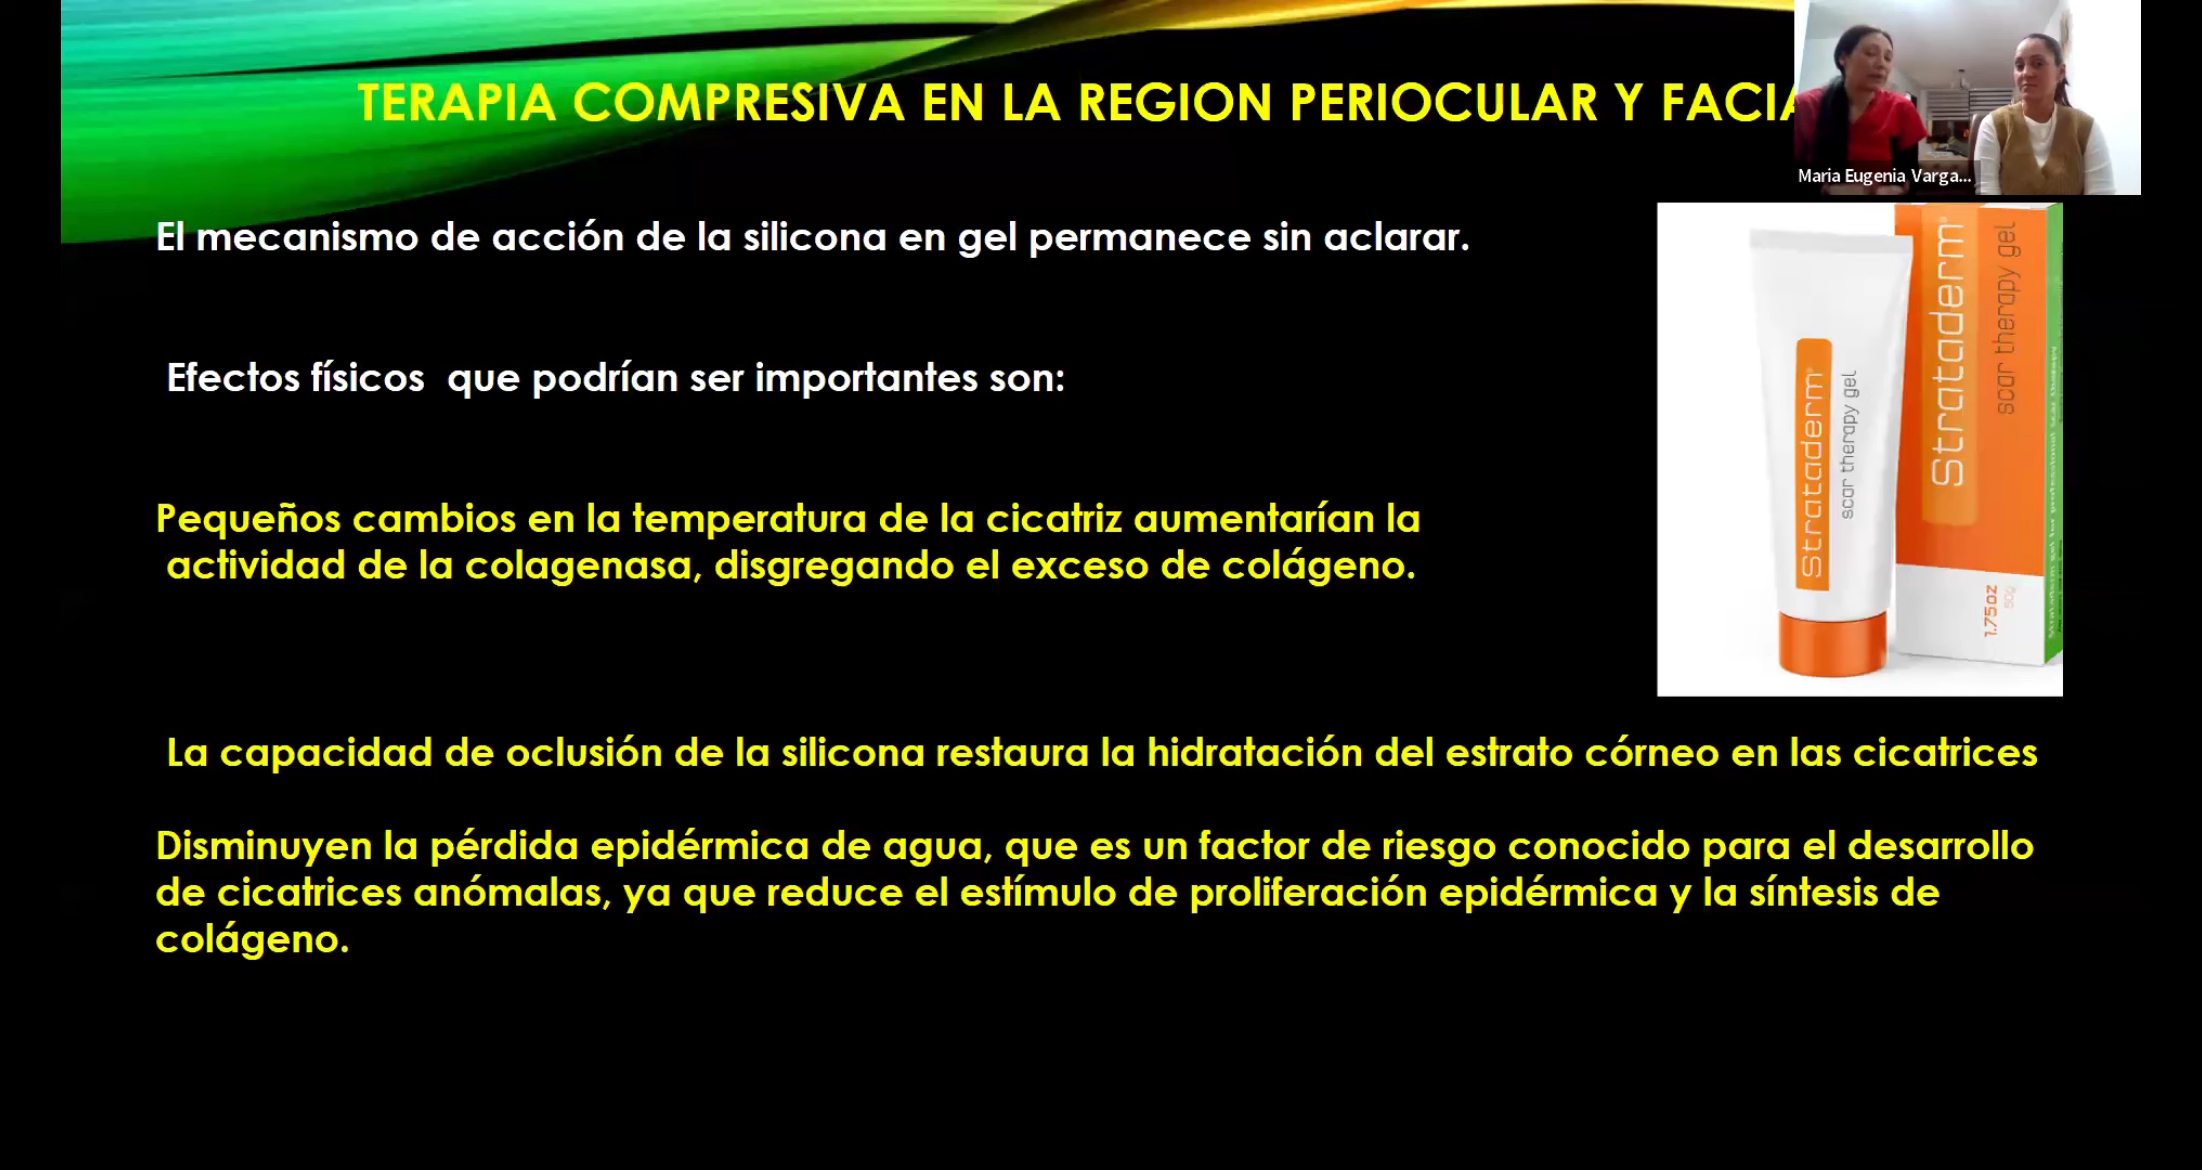 TERAPIA COMPRESIVA EN LA REGION PERIOCULAR Y FACIA
Maria Eugenia Varga...
El mecanismo de acción de la silicona en gel permanece sin aclarar.
Efectos físicos que podrían ser importantes son:
Pequeños cambios en la temperatura de la cicatriz aumentarían la
actividad de la colagenasa, disgregando el exceso de colágeno.
La capacidad de oclusión de la silicona restaura la hidratación del estrato córneo en las cicatrices
Disminuyen la pérdida epidérmica de agua, que es un factor de riesgo conocido para el desarrollo
de cicatrices anómalas, ya que reduce el estímulo de proliferación epidérmica y la síntesis de
colágeno.
Strataderm
scar therapy gel
Strataderm
scar therapy gel
1.75oz
50g